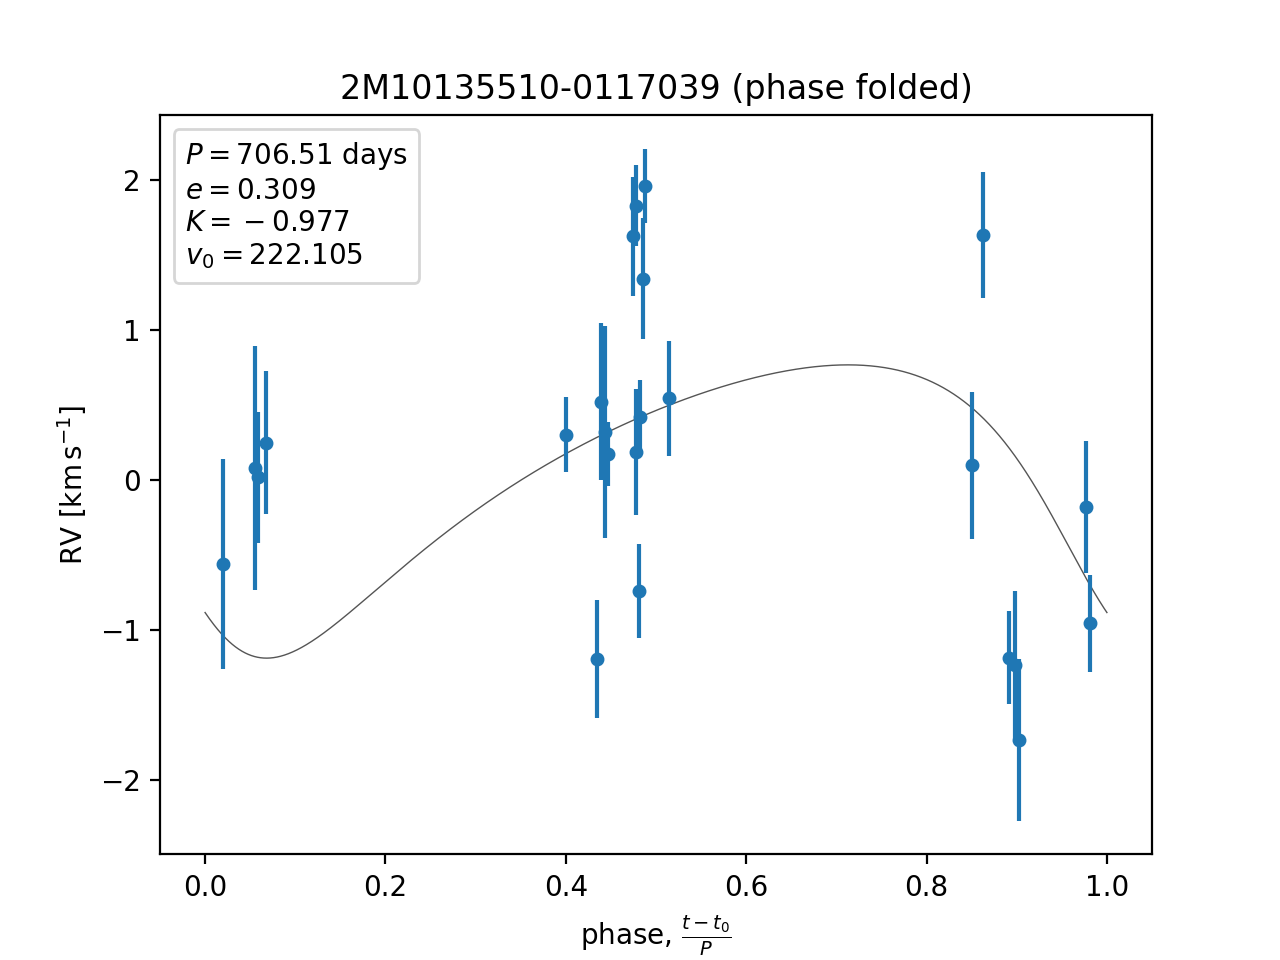 2M10135510-0117039 (phase folded)
P = 706.51 days
e = 0.309
K = −0.977
v₀ = 222.105
2
1
0
−1
−2
RV [km s⁻¹]
0.0 0.2 0.4 0.6 0.8 1.0
phase, (t − t₀)/P